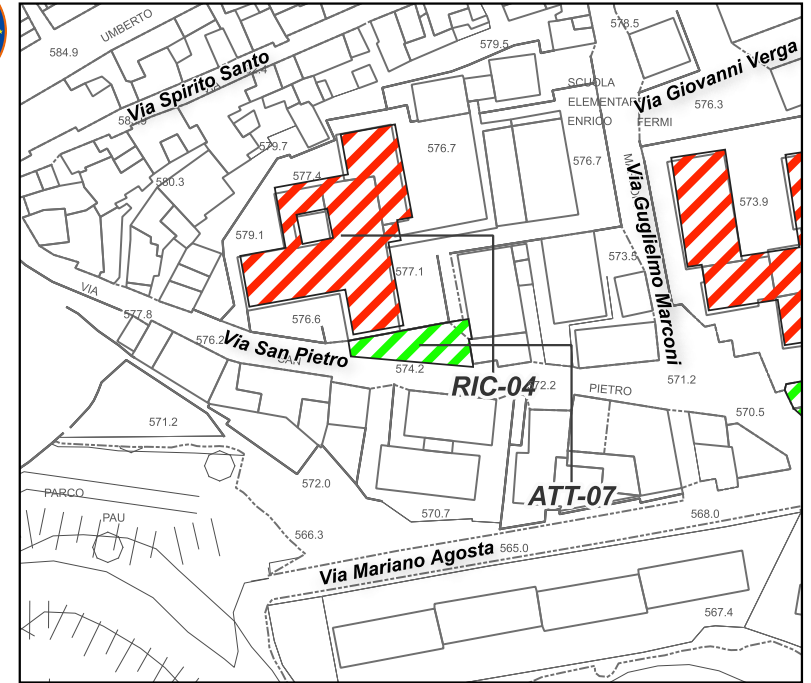 578.5
UMBERTO
579.5
584.9
Via Spirito Santo
SCUOLA
ELEMENTARE
Via Giovanni Verga
576.3
ENRICO
FERMI
579.7
576.7
576.7
577.4
580.3
Via Guglielmo Marconi
573.9
579.1
573.5
577.1
VIA
577.8
576.6
576.2
Via San Pietro
SAN
574.2
RIC-04
572.2
PIETRO
571.2
570.5
571.2
572.0
PARCO
ATT-07
PAU
570.7
568.0
566.3
565.0
Via Mariano Agosta
567.4